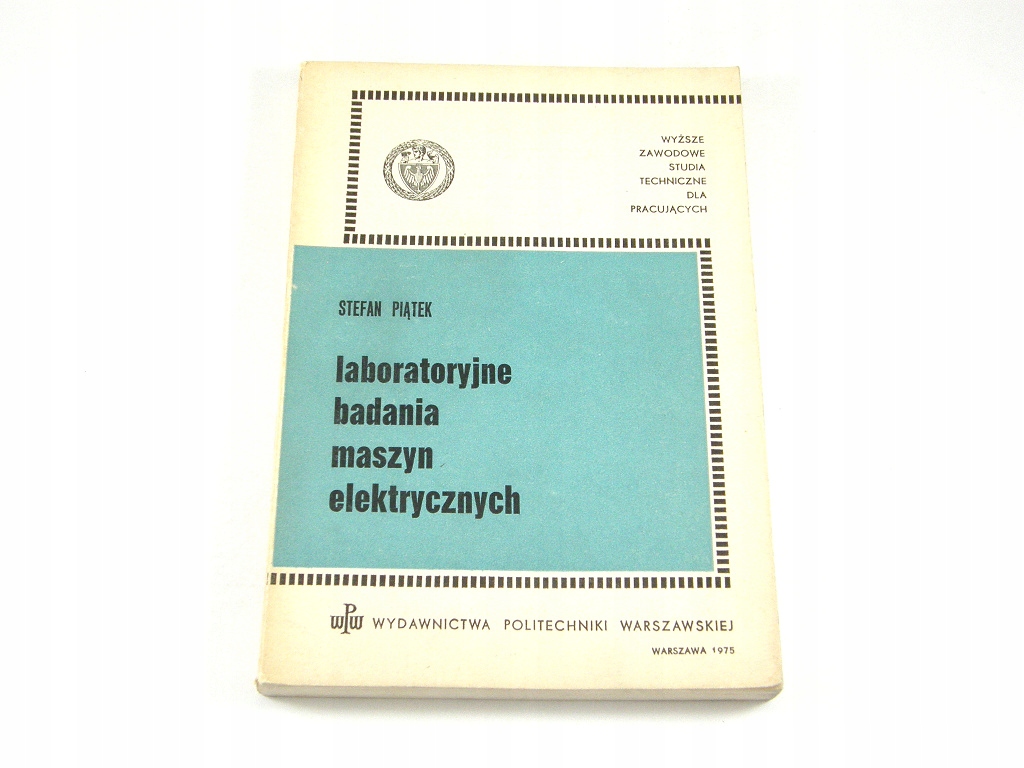 WYŻSZE
ZAWODOWE
STUDIA
TECHNICZNE
DLA
PRACUJĄCYCH
STEFAN PIĄTEK
laboratoryjne
badania
maszyn
elektrycznych
WPW WYDAWNICTWA POLITECHNIKI WARSZAWSKIEJ
WARSZAWA 1975